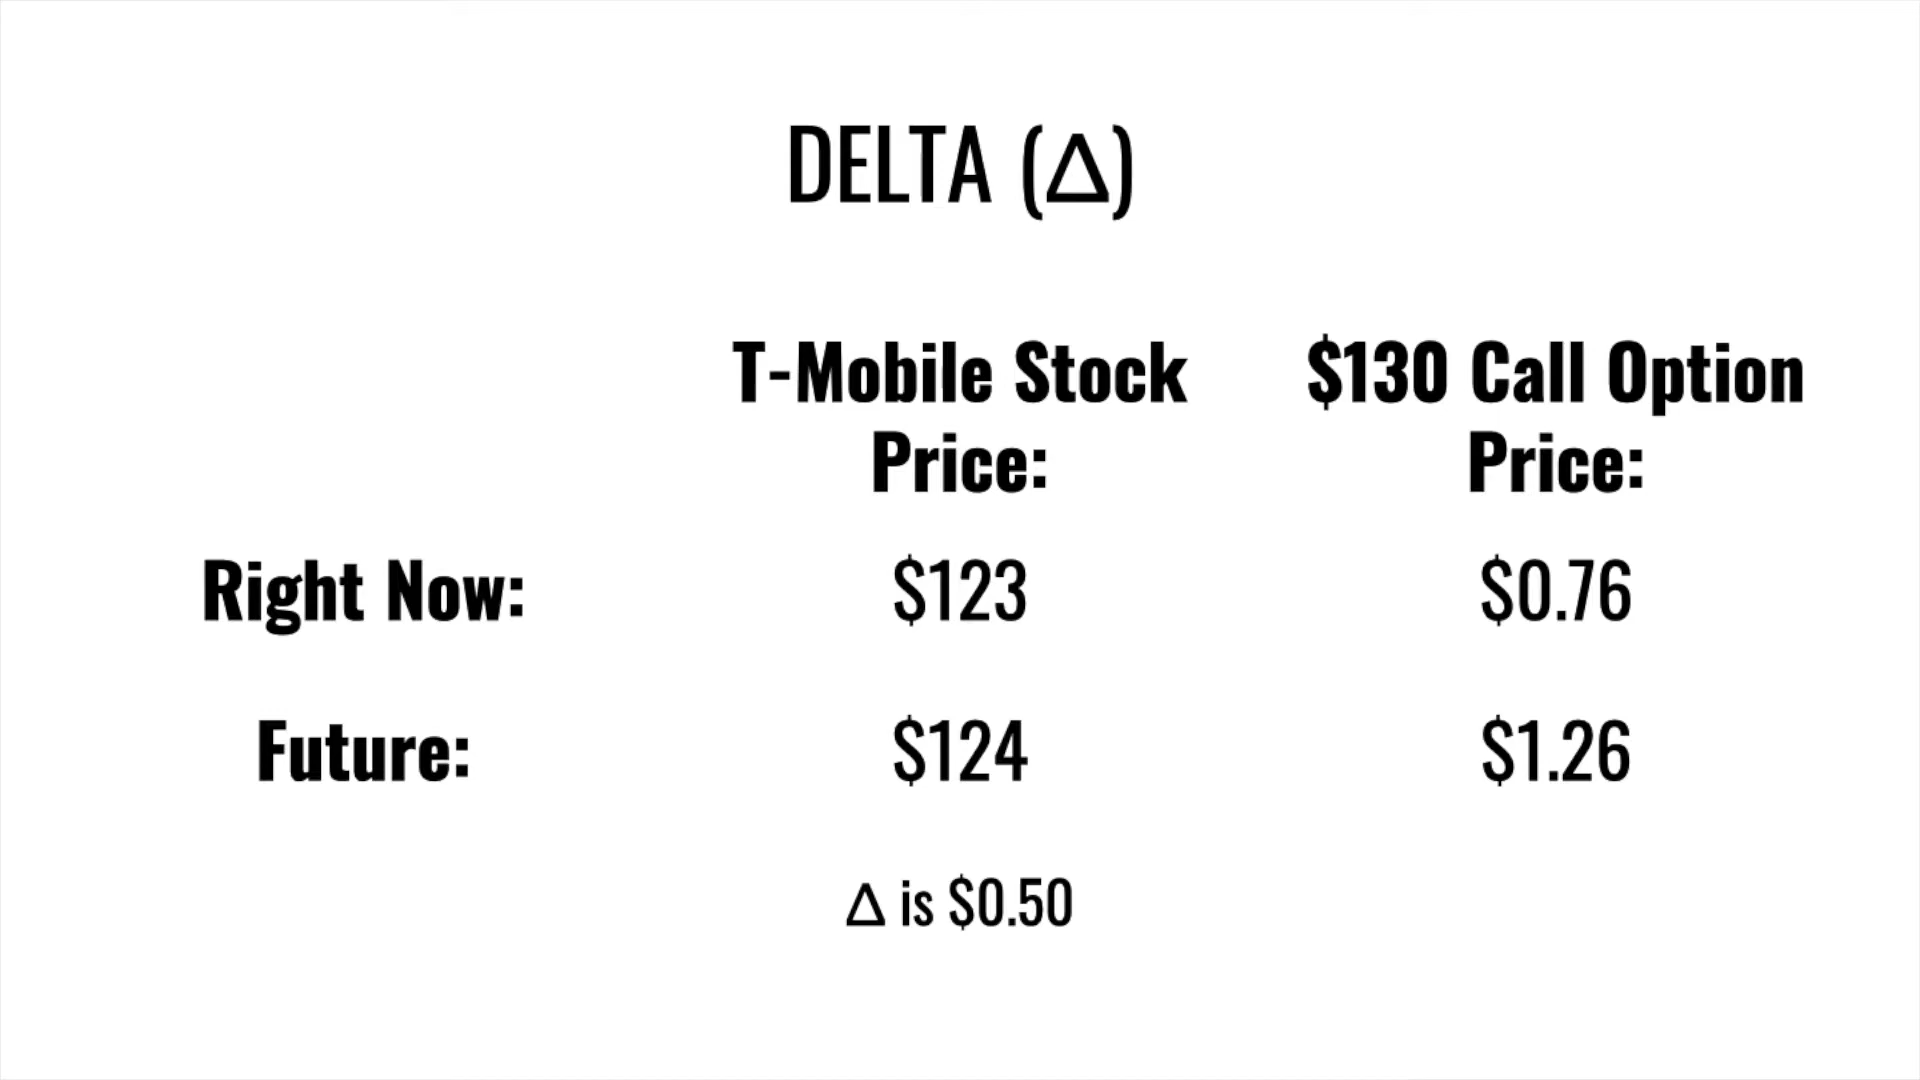 DELTA (Δ)
T-Mobile Stock $130 Call Option
Price: Price:
Right Now: $123 $0.76
Future: $124 $1.26
Δ is $0.50